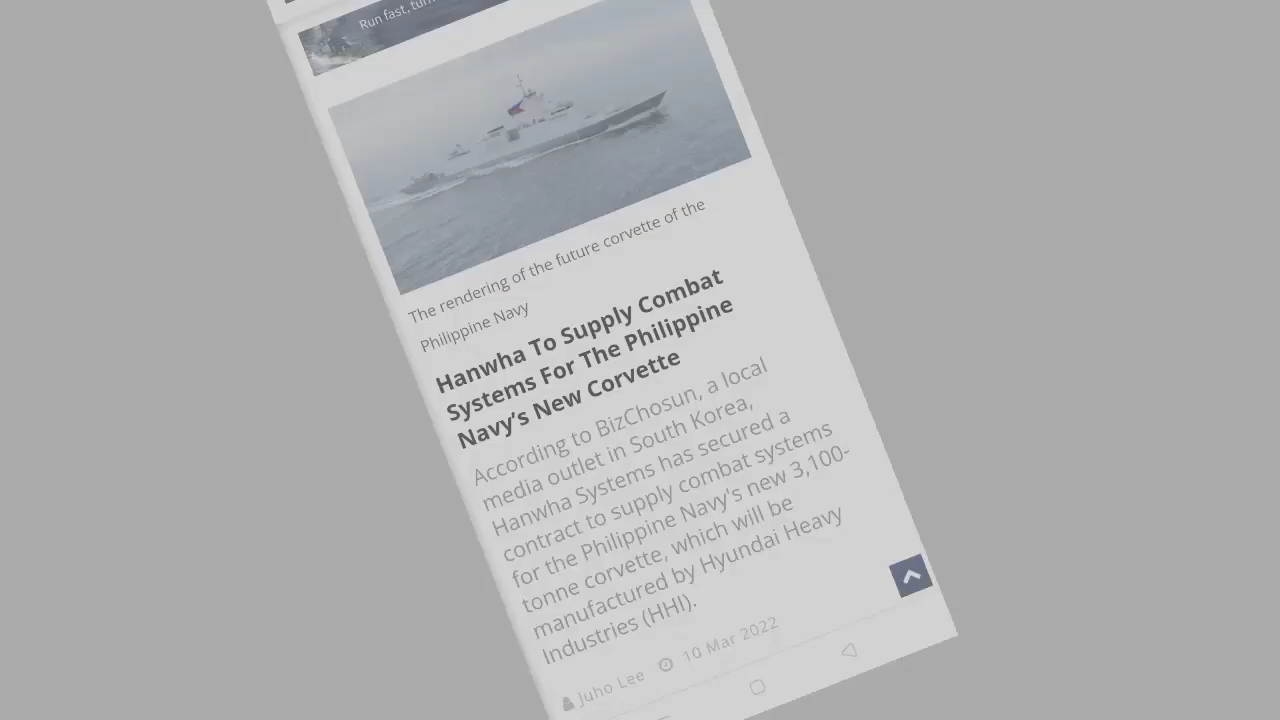 Run fast, turn
The rendering of the future corvette of the
Philippine Navy
Hanwha To Supply Combat
Systems For The Philippine
Navy's New Corvette
According to BizChosun, a local
media outlet in South Korea,
Hanwha Systems has secured a
contract to supply combat systems
for the Philippine Navy's new 3,100-
tonne corvette, which will be
manufactured by Hyundai Heavy
Industries (HHI).
Juho Lee 10 Mar 2022